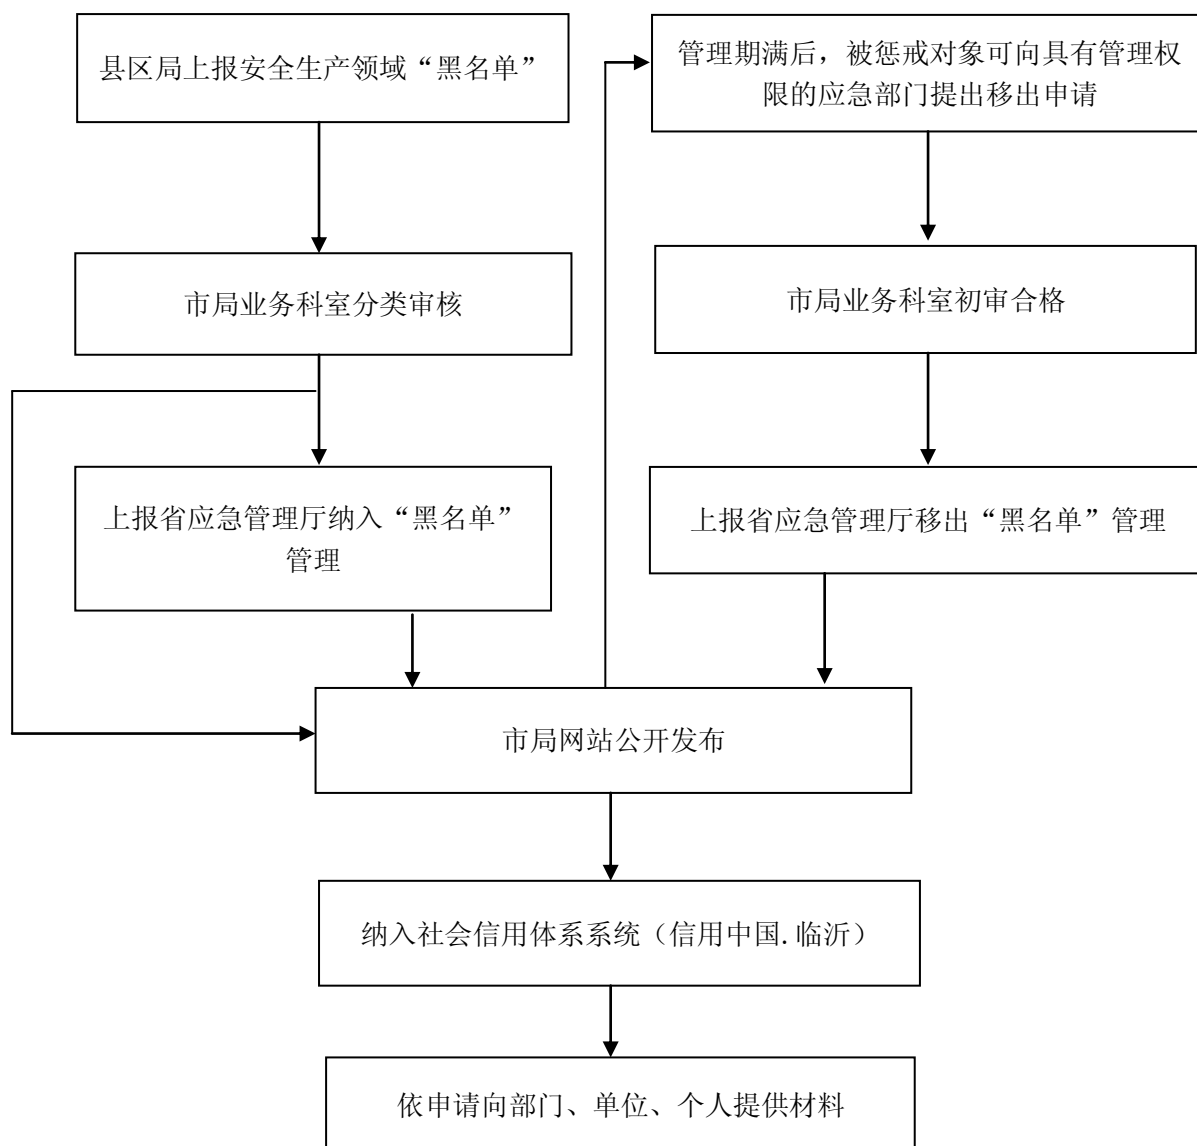 县区局上报安全生产领域“黑名单”
市局业务科室分类审核
上报省应急管理厅纳入“黑名单”
管理
管理期满后，被惩戒对象可向具有管理权
限的应急部门提出移出申请
市局业务科室初审合格
上报省应急管理厅移出“黑名单”管理
市局网站公开发布
纳入社会信用体系系统（信用中国.临沂）
依申请向部门、单位、个人提供材料